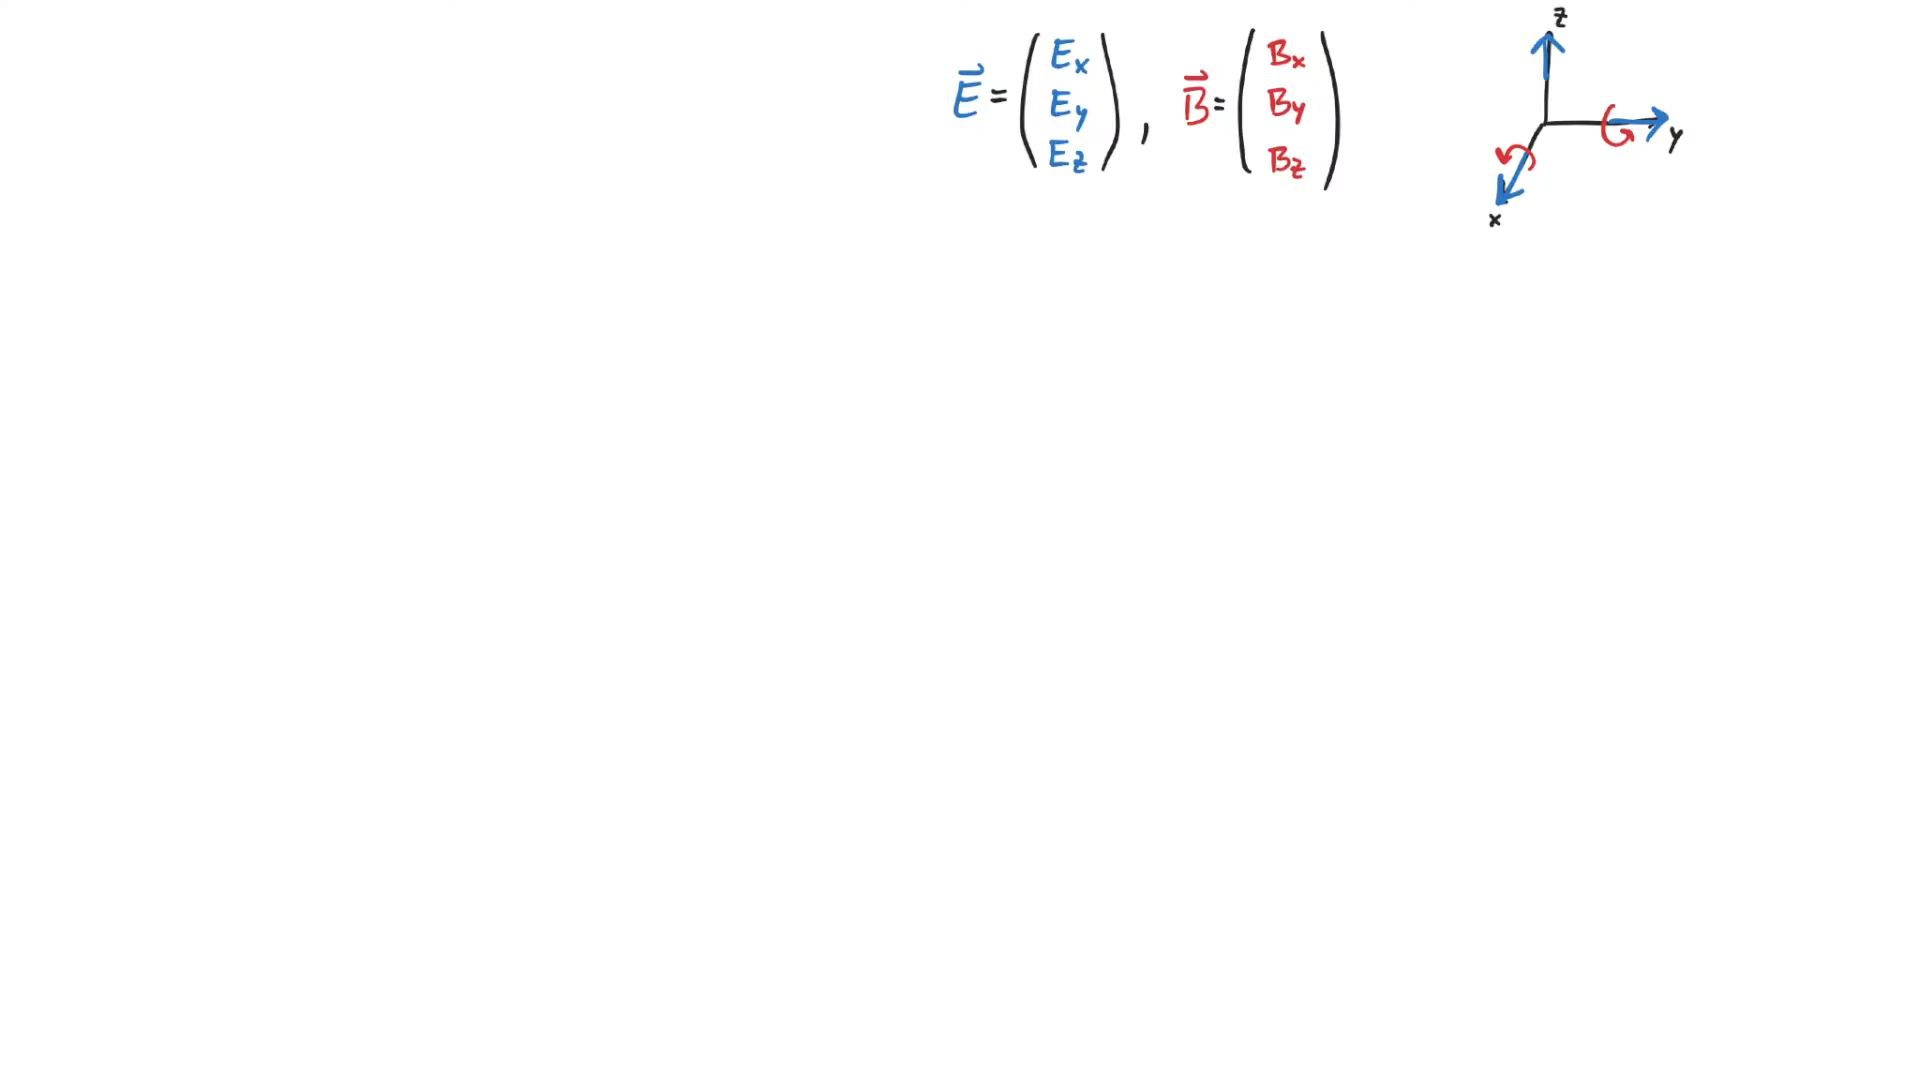 z
E⃗ = (Ex Ey Ez), B⃗ = (Bx By Bz)
y
x